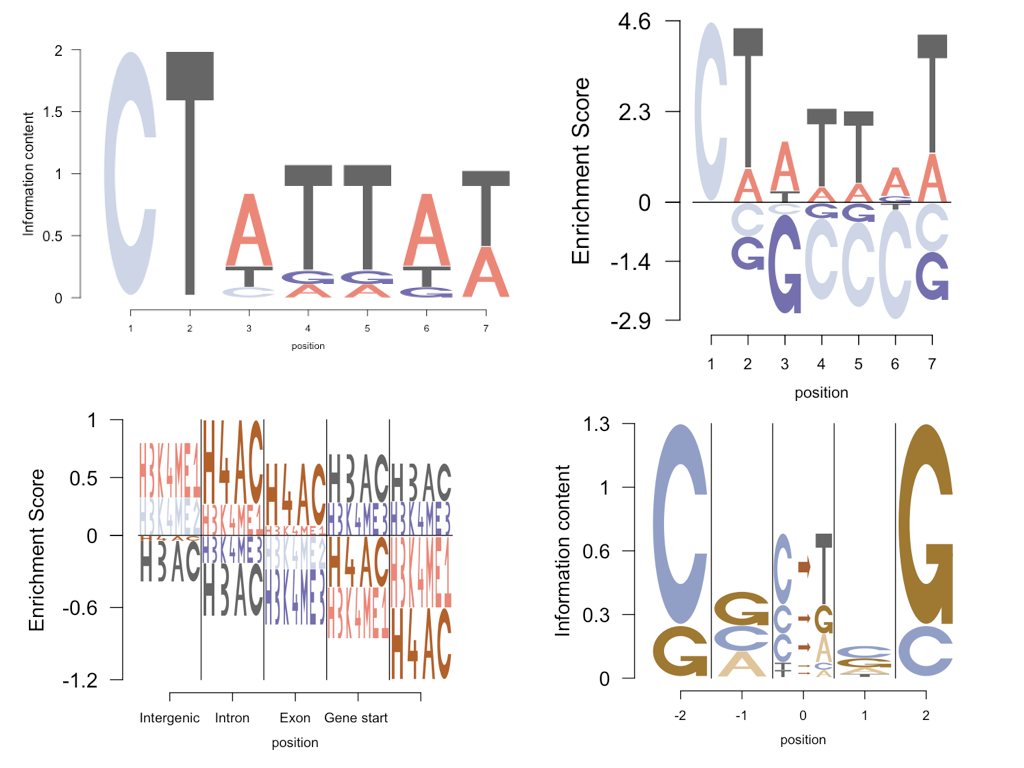 2
1.5
1
0.5
0
Information content
C T A T T A T
T G G T A
C A A G
1 2 3 4 5 6 7
position
4.6
2.3
0
-1.4
-2.9
Enrichment Score
C T A T T A T
A T A A G A
C C G G T C
G G C C C G
1 2 3 4 5 6 7
position
1
0.5
0
-0.6
-1.2
Enrichment Score
H3K4ME1 H4AC H4AC H3AC H3AC
H3K4ME2 H3K4ME1 H3K4ME1 H3K4ME3 H3K4ME3
H4AC H3K4ME3 H3K4ME2 H4AC H3K4ME1
H3AC H3AC H3K4ME3 H3K4ME1 H4AC
Intergenic Intron Exon Gene start
position
1.3
1
0.6
0.3
0
Information content
C G C T C G
G C C G G C
A C A A
T C T
T A
-2 -1 0 1 2
position